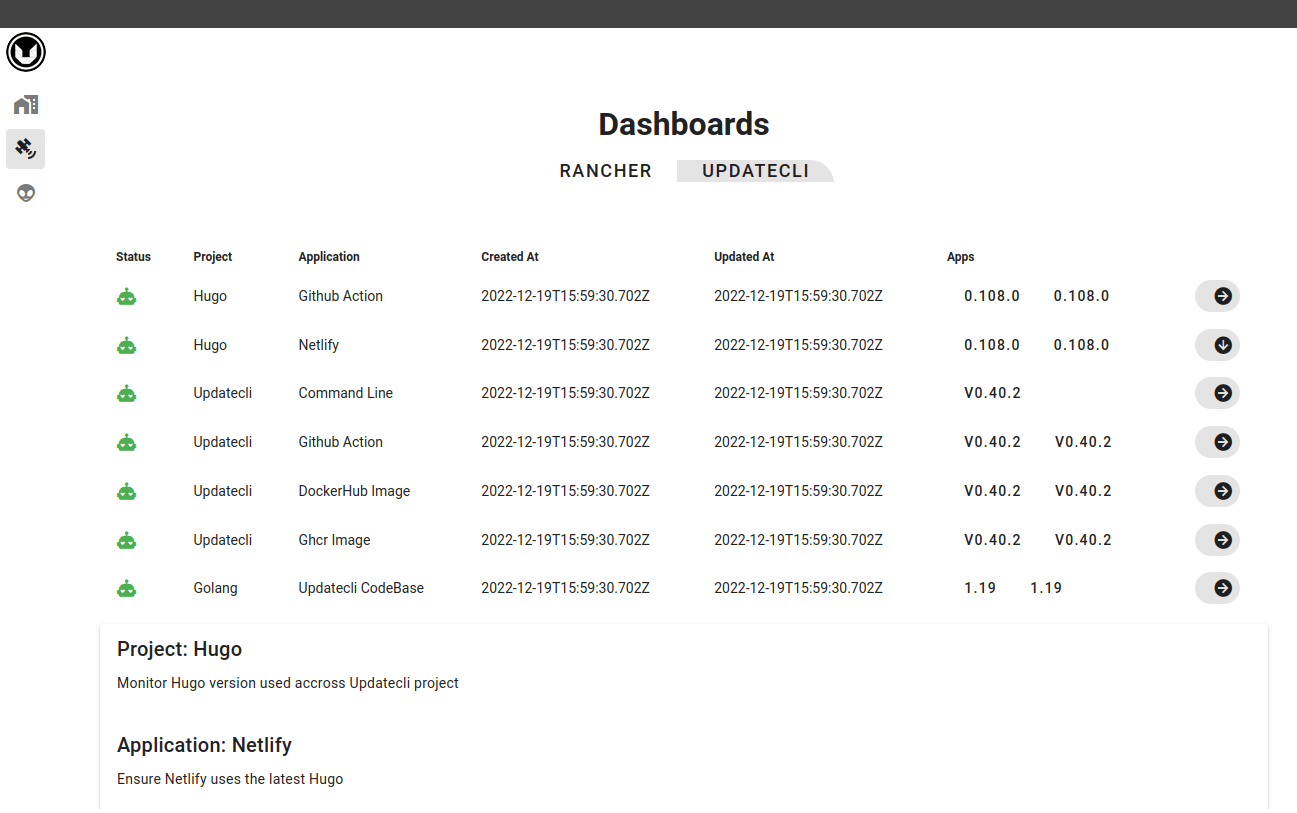 Dashboards
RANCHER UPDATECLI
Status Project Application Created At Updated At Apps
Hugo Github Action 2022-12-19T15:59:30.702Z 2022-12-19T15:59:30.702Z 0.108.0 0.108.0
Hugo Netlify 2022-12-19T15:59:30.702Z 2022-12-19T15:59:30.702Z 0.108.0 0.108.0
Updatecli Command Line 2022-12-19T15:59:30.702Z 2022-12-19T15:59:30.702Z V0.40.2
Updatecli Github Action 2022-12-19T15:59:30.702Z 2022-12-19T15:59:30.702Z V0.40.2 V0.40.2
Updatecli DockerHub Image 2022-12-19T15:59:30.702Z 2022-12-19T15:59:30.702Z V0.40.2 V0.40.2
Updatecli Ghcr Image 2022-12-19T15:59:30.702Z 2022-12-19T15:59:30.702Z V0.40.2 V0.40.2
Golang Updatecli CodeBase 2022-12-19T15:59:30.702Z 2022-12-19T15:59:30.702Z 1.19 1.19
Project: Hugo
Monitor Hugo version used accross Updatecli project
Application: Netlify
Ensure Netlify uses the latest Hugo